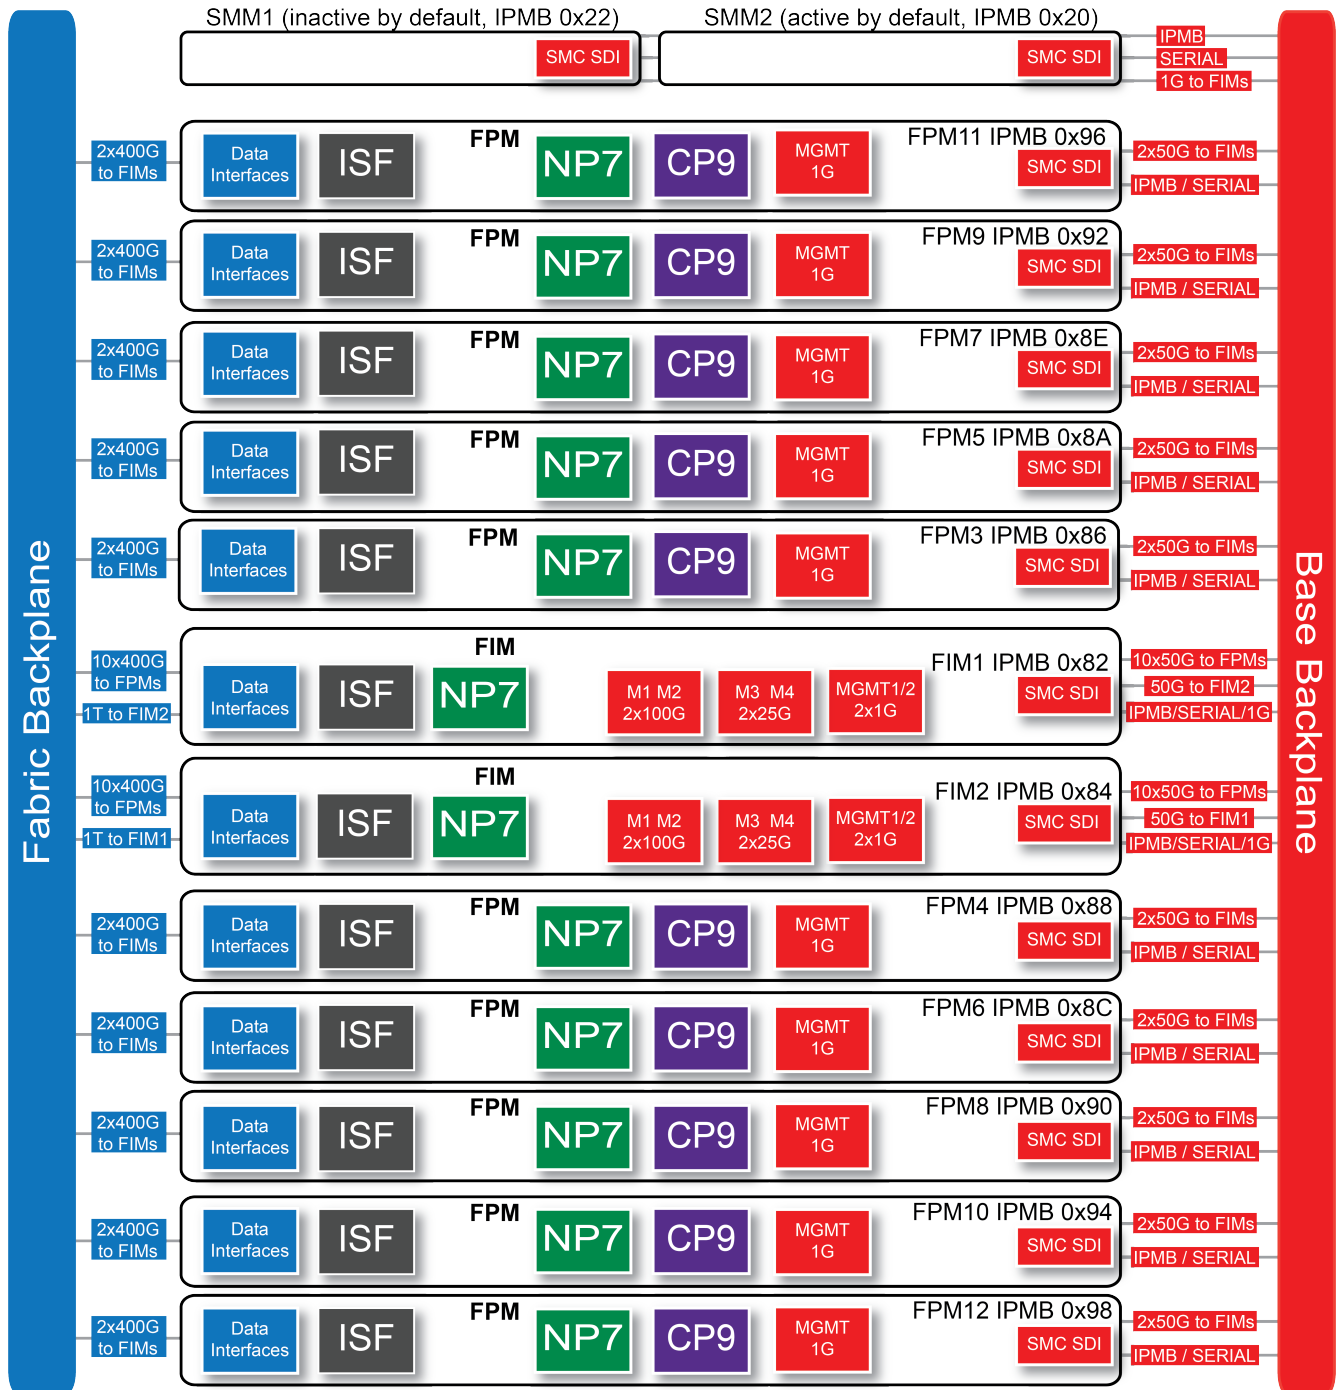 SMM1 (inactive by default, IPMB 0x22)
SMM2 (active by default, IPMB 0x20)
SMC SDI
SMC SDI
IPMB
SERIAL
1G to FIMs
Fabric Backplane
Base Backplane
2x400G
to FIMs
Data
Interfaces
ISF
FPM
NP7
CP9
MGMT
1G
FPM11 IPMB 0x96
SMC SDI
2x50G to FIMs
IPMB / SERIAL
2x400G
to FIMs
Data
Interfaces
ISF
FPM
NP7
CP9
MGMT
1G
FPM9 IPMB 0x92
SMC SDI
2x50G to FIMs
IPMB / SERIAL
2x400G
to FIMs
Data
Interfaces
ISF
FPM
NP7
CP9
MGMT
1G
FPM7 IPMB 0x8E
SMC SDI
2x50G to FIMs
IPMB / SERIAL
2x400G
to FIMs
Data
Interfaces
ISF
FPM
NP7
CP9
MGMT
1G
FPM5 IPMB 0x8A
SMC SDI
2x50G to FIMs
IPMB / SERIAL
2x400G
to FIMs
Data
Interfaces
ISF
FPM
NP7
CP9
MGMT
1G
FPM3 IPMB 0x86
SMC SDI
2x50G to FIMs
IPMB / SERIAL
10x400G
to FPMs
1T to FIM2
Data
Interfaces
ISF
FIM
NP7
M1 M2
2x100G
M3 M4
2x25G
MGMT1/2
2x1G
FIM1 IPMB 0x82
SMC SDI
10x50G to FPMs
50G to FIM2
IPMB/SERIAL/1G
10x400G
to FPMs
1T to FIM1
Data
Interfaces
ISF
FIM
NP7
M1 M2
2x100G
M3 M4
2x25G
MGMT1/2
2x1G
FIM2 IPMB 0x84
SMC SDI
10x50G to FPMs
50G to FIM1
IPMB/SERIAL/1G
2x400G
to FIMs
Data
Interfaces
ISF
FPM
NP7
CP9
MGMT
1G
FPM4 IPMB 0x88
SMC SDI
2x50G to FIMs
IPMB / SERIAL
2x400G
to FIMs
Data
Interfaces
ISF
FPM
NP7
CP9
MGMT
1G
FPM6 IPMB 0x8C
SMC SDI
2x50G to FIMs
IPMB / SERIAL
2x400G
to FIMs
Data
Interfaces
ISF
FPM
NP7
CP9
MGMT
1G
FPM8 IPMB 0x90
SMC SDI
2x50G to FIMs
IPMB / SERIAL
2x400G
to FIMs
Data
Interfaces
ISF
FPM
NP7
CP9
MGMT
1G
FPM10 IPMB 0x94
SMC SDI
2x50G to FIMs
IPMB / SERIAL
2x400G
to FIMs
Data
Interfaces
ISF
FPM
NP7
CP9
MGMT
1G
FPM12 IPMB 0x98
SMC SDI
2x50G to FIMs
IPMB / SERIAL